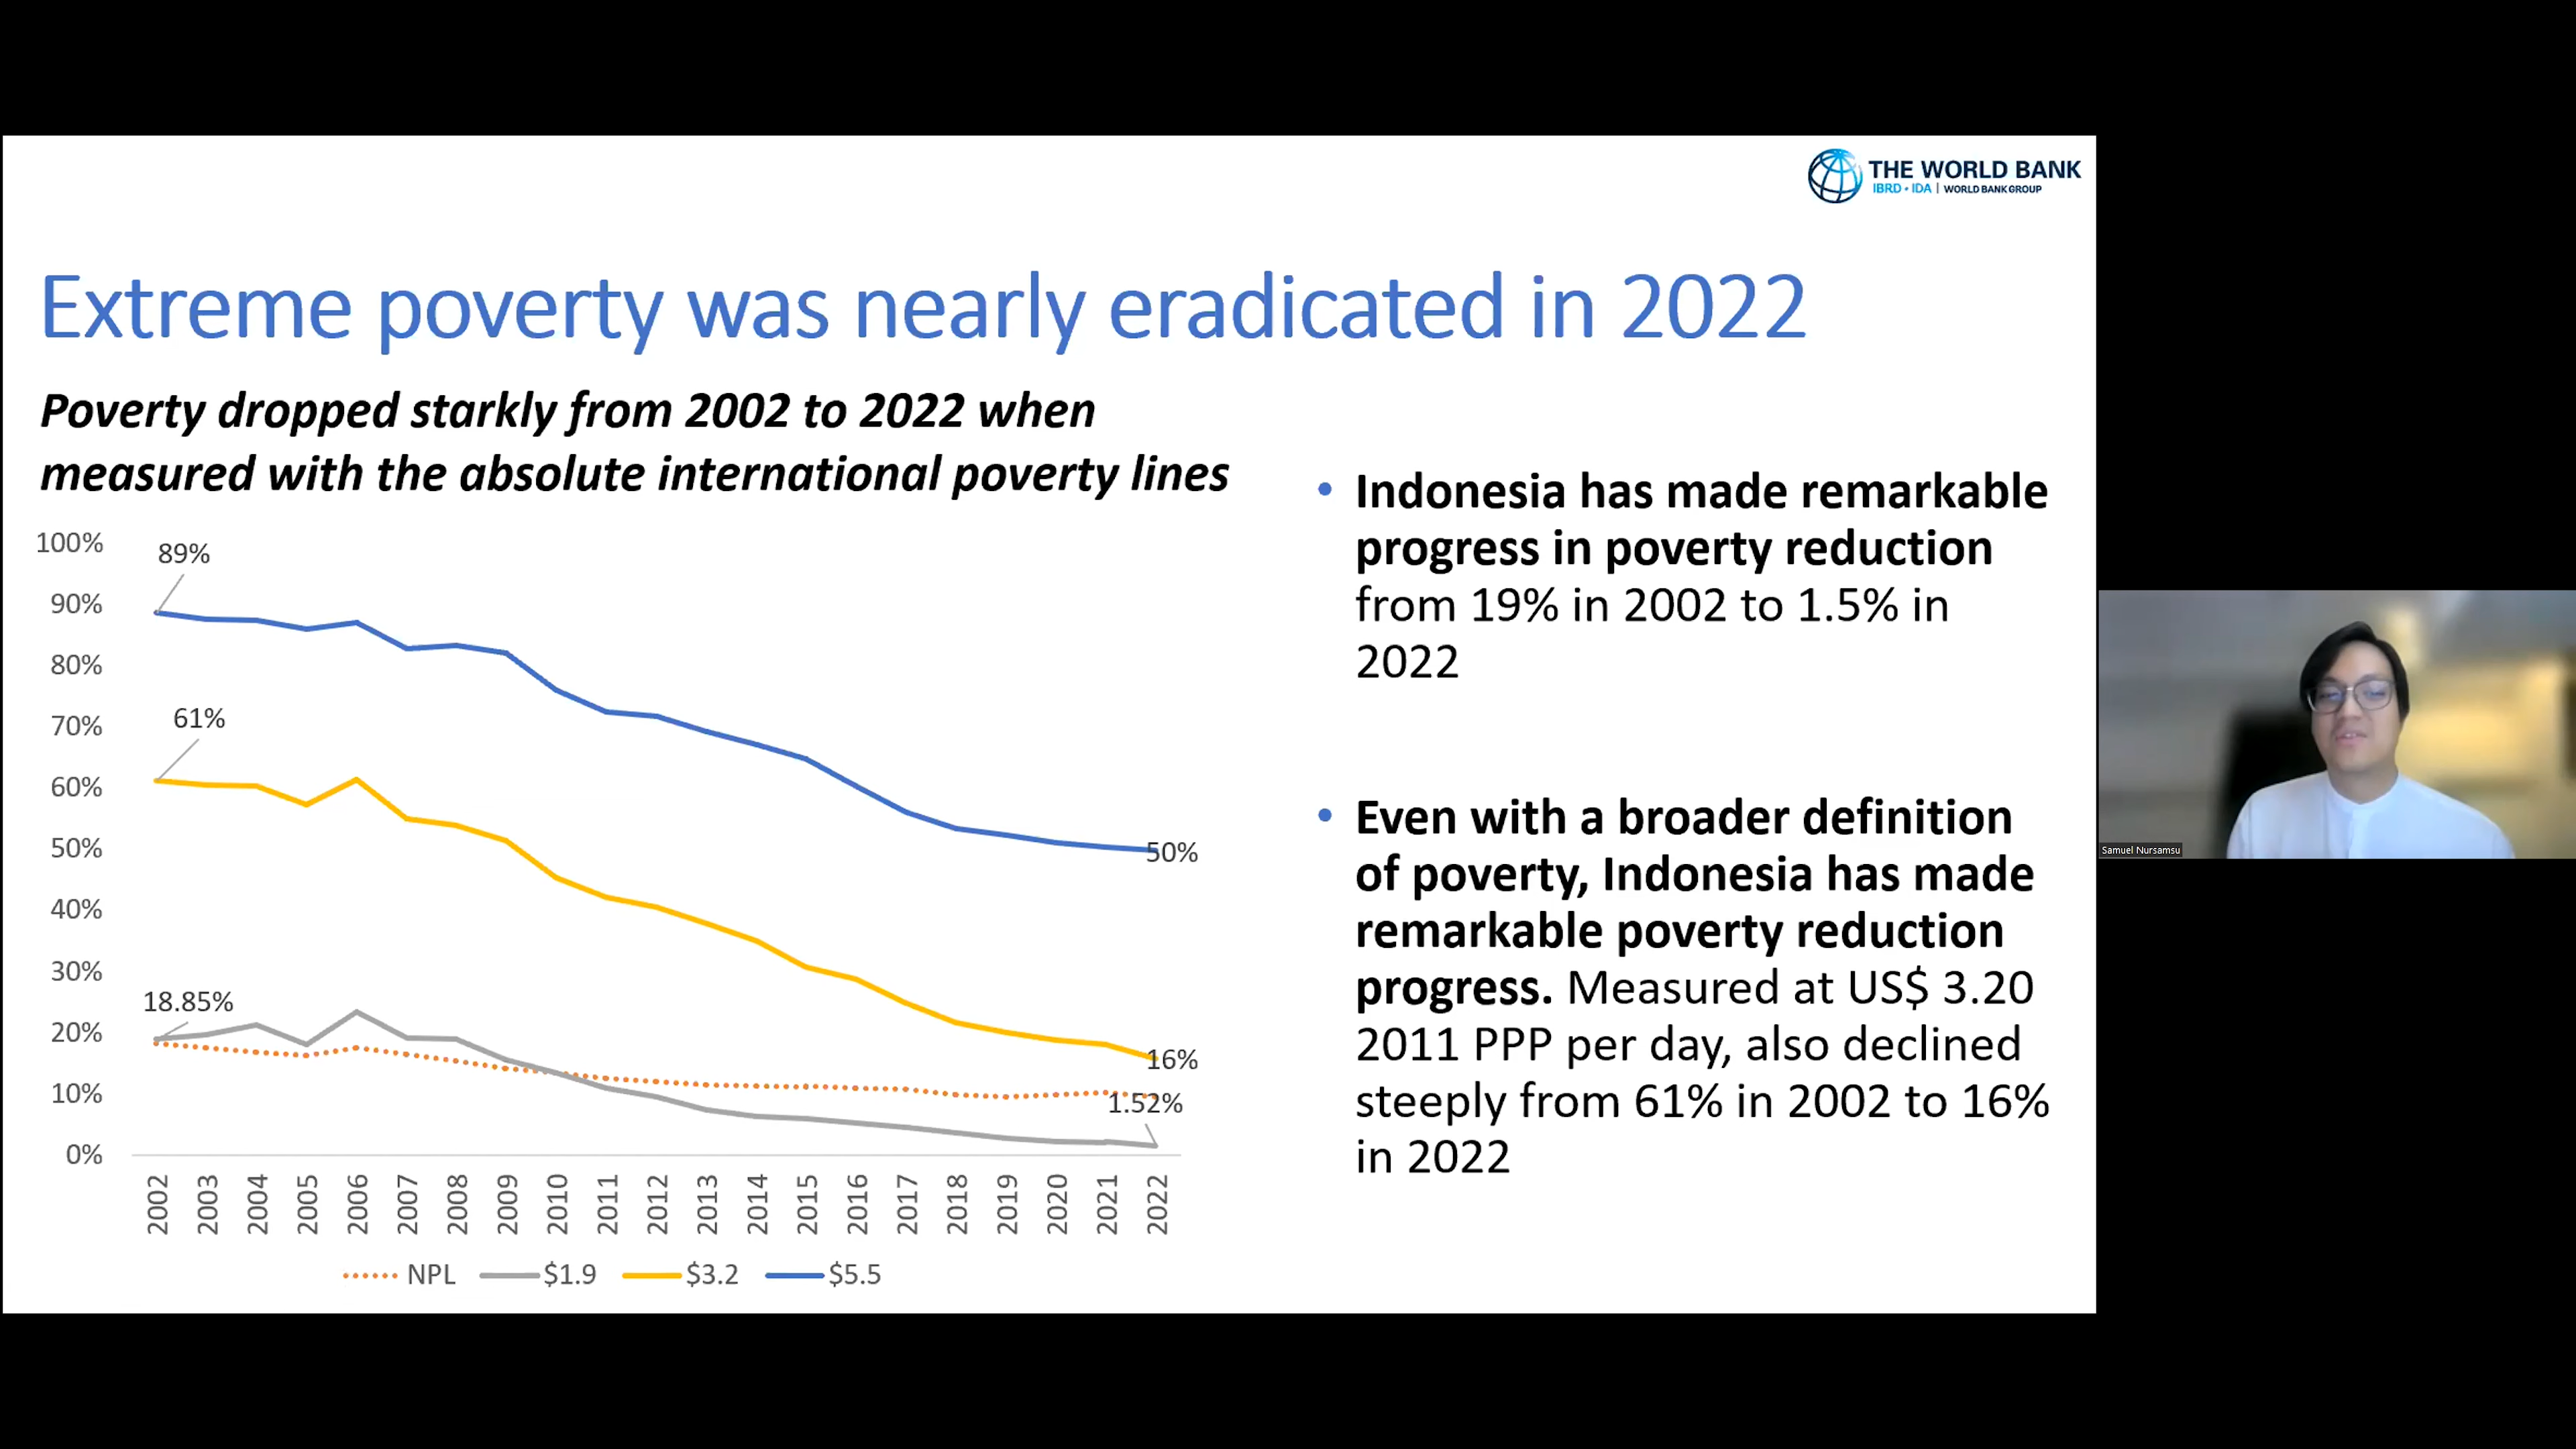 THE WORLD BANK
IBRD • IDA | WORLD BANK GROUP
Extreme poverty was nearly eradicated in 2022
Poverty dropped starkly from 2002 to 2022 when
measured with the absolute international poverty lines
100%
90%
80%
70%
60%
50%
40%
30%
20%
10%
0%
89%
61%
18.85%
50%
16%
1.52%
2002 2003 2004 2005 2006 2007 2008 2009 2010 2011 2012 2013 2014 2015 2016 2017 2018 2019 2020 2021 2022
NPL $1.9 $3.2 $5.5
• Indonesia has made remarkable
progress in poverty reduction
from 19% in 2002 to 1.5% in
2022
• Even with a broader definition
of poverty, Indonesia has made
remarkable poverty reduction
progress. Measured at US$ 3.20
2011 PPP per day, also declined
steeply from 61% in 2002 to 16%
in 2022
Samuel Nursamsu